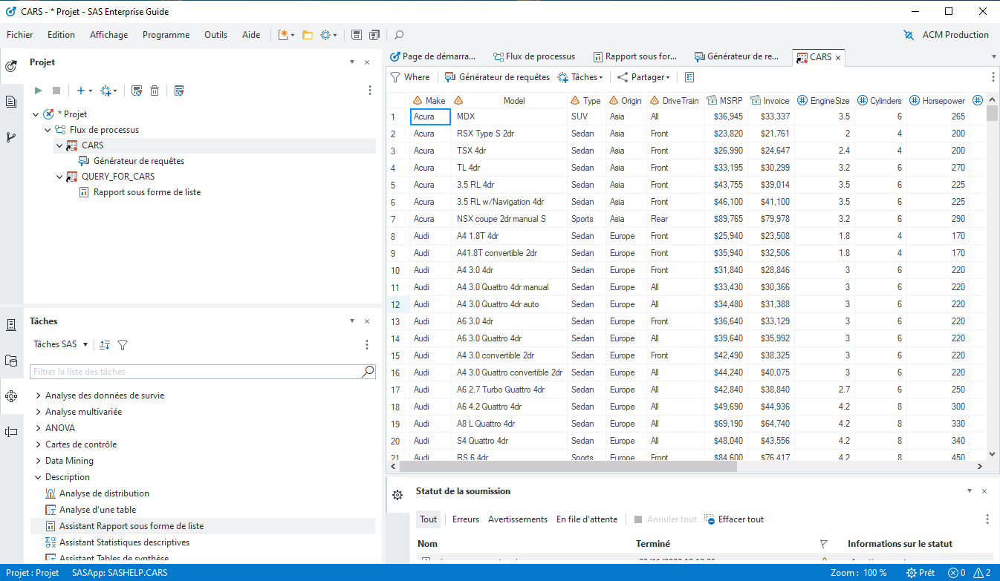 CARS - * Projet - SAS Enterprise Guide
Fichier Edition Affichage Programme Outils Aide ACM Production
Projet
* Projet
Flux de processus
CARS
Générateur de requêtes
QUERY_FOR_CARS
Rapport sous forme de liste
Tâches
Tâches SAS
Filtrer la liste des tâches
Analyse des données de survie
Analyse multivariée
ANOVA
Cartes de contrôle
Data Mining
Description
Analyse de distribution
Analyse d'une table
Assistant Rapport sous forme de liste
Assistant Statistiques descriptives
Assistant Tables de synthèse
Page de démarra... Flux de processus Rapport sous for... Générateur de re... CARS
Where Générateur de requêtes Tâches Partager
Make Model Type Origin DriveTrain MSRP Invoice EngineSize Cylinders Horsepower
1 Acura MDX SUV Asia All $36,945 $33,337 3.5 6 265
2 Acura RSX Type S 2dr Sedan Asia Front $23,820 $21,761 2 4 200
3 Acura TSX 4dr Sedan Asia Front $26,990 $24,647 2.4 4 200
4 Acura TL 4dr Sedan Asia Front $33,195 $30,299 3.2 6 270
5 Acura 3.5 RL 4dr Sedan Asia Front $43,755 $39,014 3.5 6 225
6 Acura 3.5 RL w/Navigation 4dr Sedan Asia Front $46,100 $41,100 3.5 6 225
7 Acura NSX coupe 2dr manual S Sports Asia Rear $89,765 $79,978 3.2 6 290
8 Audi A4 1.8T 4dr Sedan Europe Front $25,940 $23,508 1.8 4 170
9 Audi A41.8T convertible 2dr Sedan Europe Front $35,940 $32,506 1.8 4 170
10 Audi A4 3.0 4dr Sedan Europe Front $31,840 $28,846 3 6 220
11 Audi A4 3.0 Quattro 4dr manual Sedan Europe All $33,430 $30,366 3 6 220
12 Audi A4 3.0 Quattro 4dr auto Sedan Europe All $34,480 $31,388 3 6 220
13 Audi A6 3.0 4dr Sedan Europe Front $36,640 $33,129 3 6 220
14 Audi A6 3.0 Quattro 4dr Sedan Europe All $39,640 $35,992 3 6 220
15 Audi A4 3.0 convertible 2dr Sedan Europe Front $42,490 $38,325 3 6 220
16 Audi A4 3.0 Quattro convertible 2dr Sedan Europe All $44,240 $40,075 3 6 220
17 Audi A6 2.7 Turbo Quattro 4dr Sedan Europe All $42,840 $38,840 2.7 6 250
18 Audi A6 4.2 Quattro 4dr Sedan Europe All $49,690 $44,936 4.2 8 300
19 Audi A8 L Quattro 4dr Sedan Europe All $69,190 $64,740 4.2 8 330
20 Audi S4 Quattro 4dr Sedan Europe All $48,040 $43,556 4.2 8 340
21 Audi RS 6 4dr Sports Europe Front $84,600 $76,417 4.2 8 450
Statut de la soumission
Tout Erreurs Avertissements En file d'attente Annuler tout Effacer tout
Nom Terminé Informations sur le statut
Projet : Projet SASApp: SASHELP.CARS Zoom : 100 % Prêt 0 2